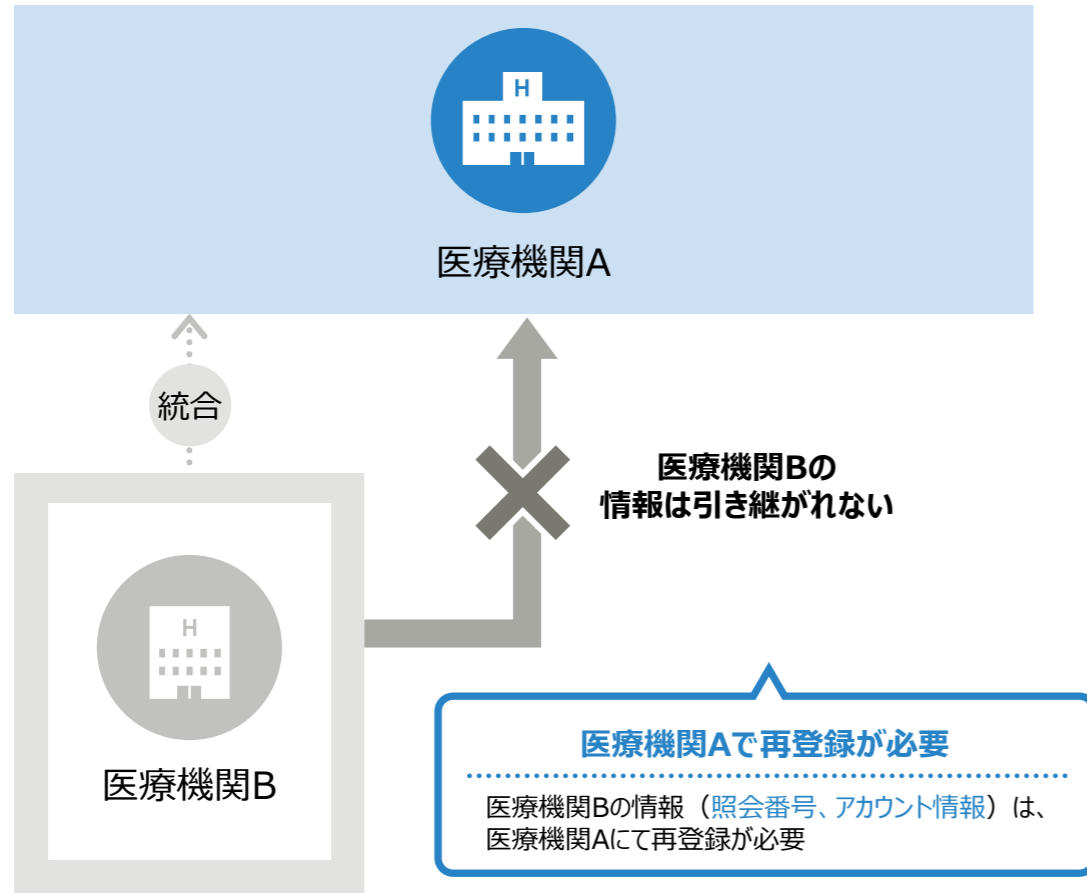 H
医療機関A
統合
医療機関Bの
情報は引き継がれない
H
医療機関B
医療機関Aで再登録が必要
医療機関Bの情報（照会番号、アカウント情報）は、
医療機関Aにて再登録が必要